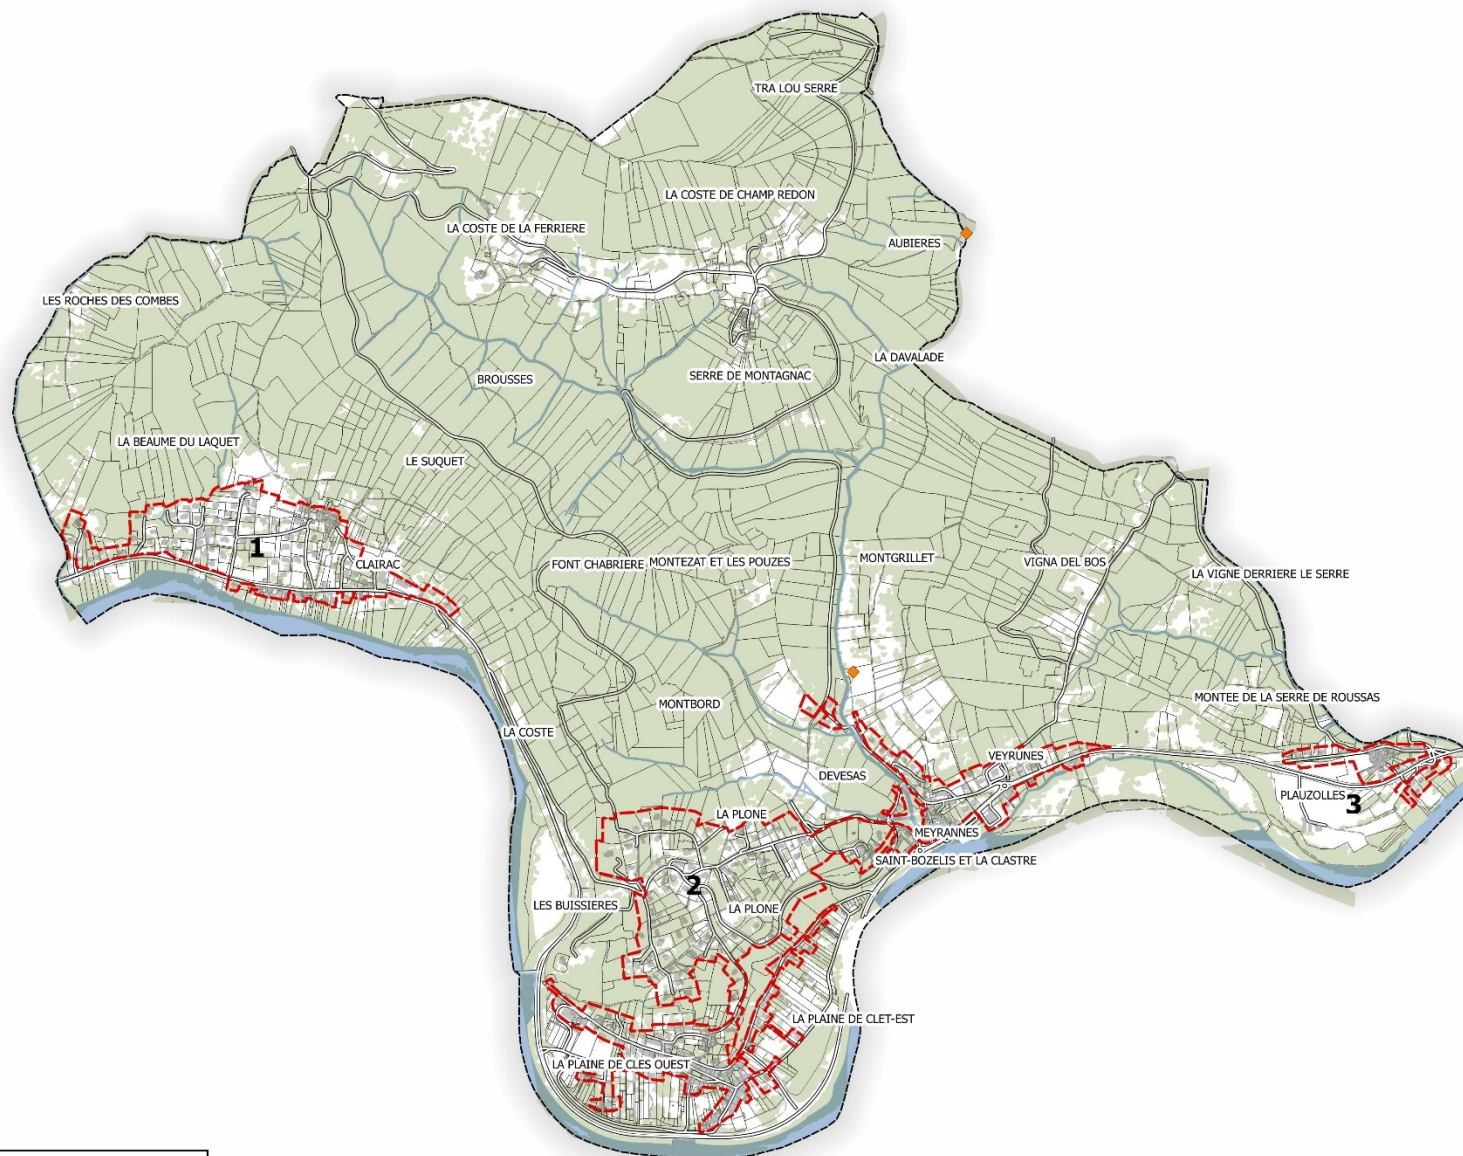 TRA LOU SERRE
LA COSTE DE CHAMP REDON
LA COSTE DE LA FERRIERE
AUBIERES
LES ROCHES DES COMBES
LA DAVALADE
BROUSSES
SERRE DE MONTAGNAC
LA BEAUME DU LAQUET
LE SUQUET
1
CLAIRAC
FONT CHABRIERE
MONTEZAT ET LES POUZES
MONTGRILLET
VIGNA DEL BOS
LA VIGNE DERRIERE LE SERRE
MONTBORD
MONTEE DE LA SERRE DE ROUSSAS
LA COSTE
VEYRUNES
DEVESAS
PLAUZOLLES
3
LA PLONE
MEYRANNES
SAINT-BOZELIS ET LA CLASTRE
2
LES BUISSIERES
LA PLONE
LA PLAINE DE CLET-EST
LA PLAINE DE CLES OUEST